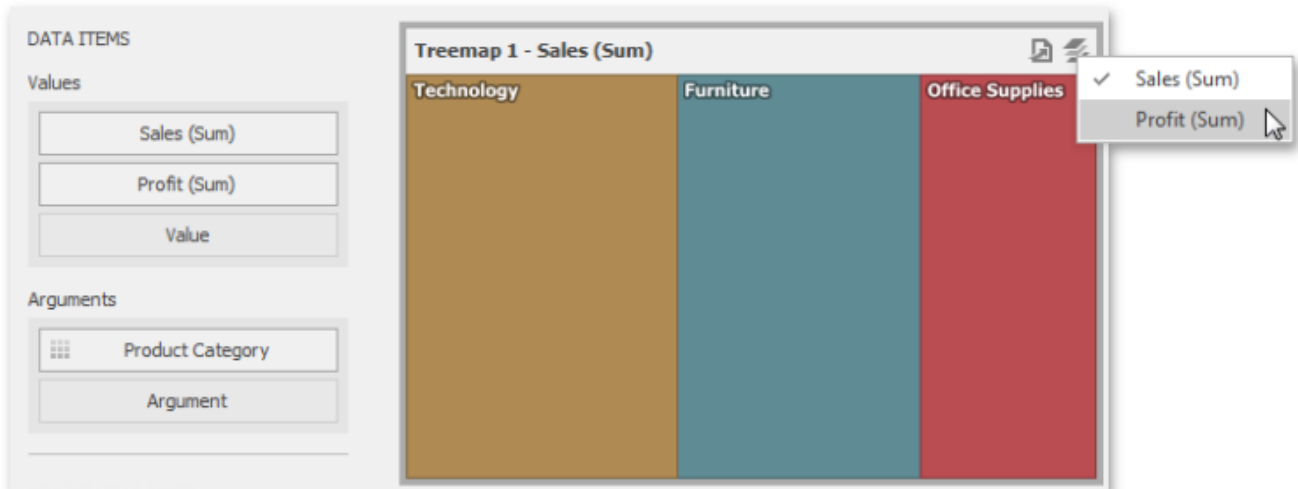 DATA ITEMS
Values
Sales (Sum)
Profit (Sum)
Value
Arguments
Product Category
Argument
Treemap 1 - Sales (Sum)
Technology
Furniture
Office Supplies
Sales (Sum)
Profit (Sum)